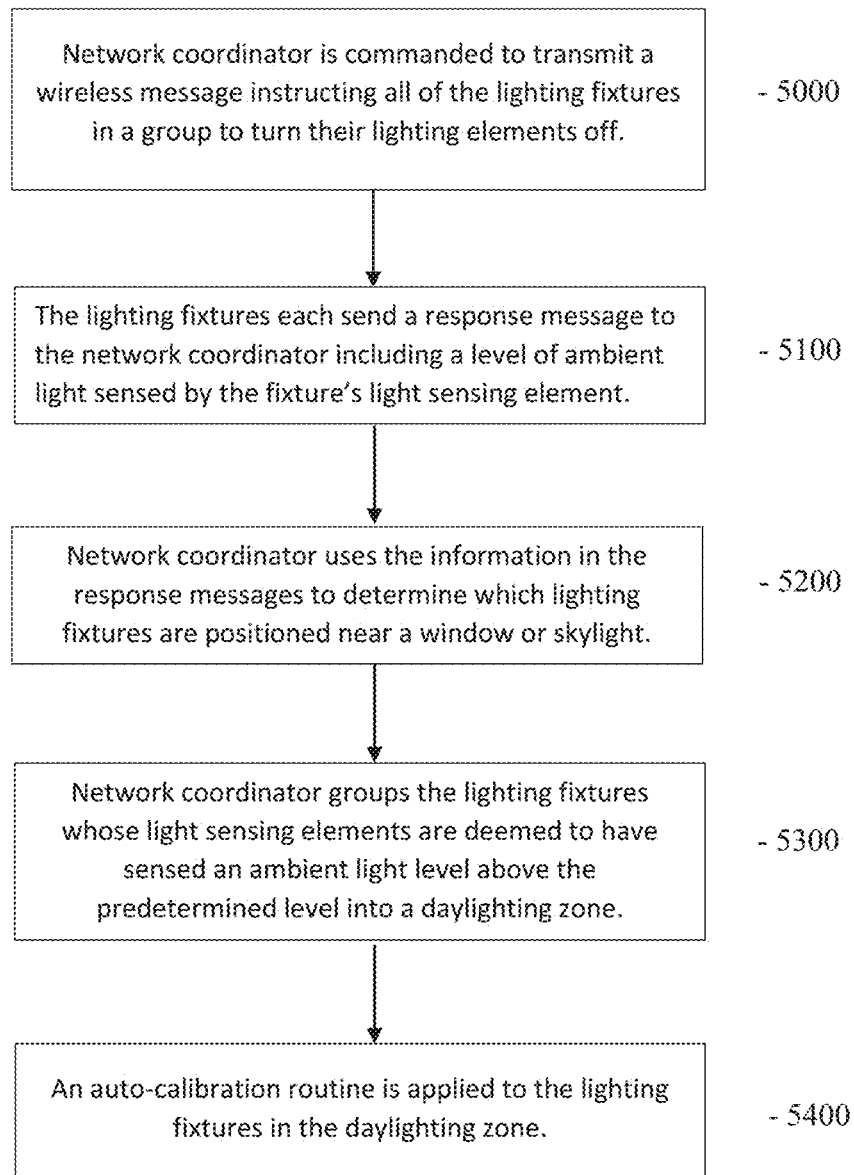 Network coordinator is commanded to transmit a
wireless message instructing all of the lighting fixtures
in a group to turn their lighting elements off.
- 5000
The lighting fixtures each send a response message to
the network coordinator including a level of ambient
light sensed by the fixture's light sensing element.
- 5100
Network coordinator uses the information in the
response messages to determine which lighting
fixtures are positioned near a window or skylight.
- 5200
Network coordinator groups the lighting fixtures
whose light sensing elements are deemed to have
sensed an ambient light level above the
predetermined level into a daylighting zone.
- 5300
An auto-calibration routine is applied to the lighting
fixtures in the daylighting zone.
- 5400